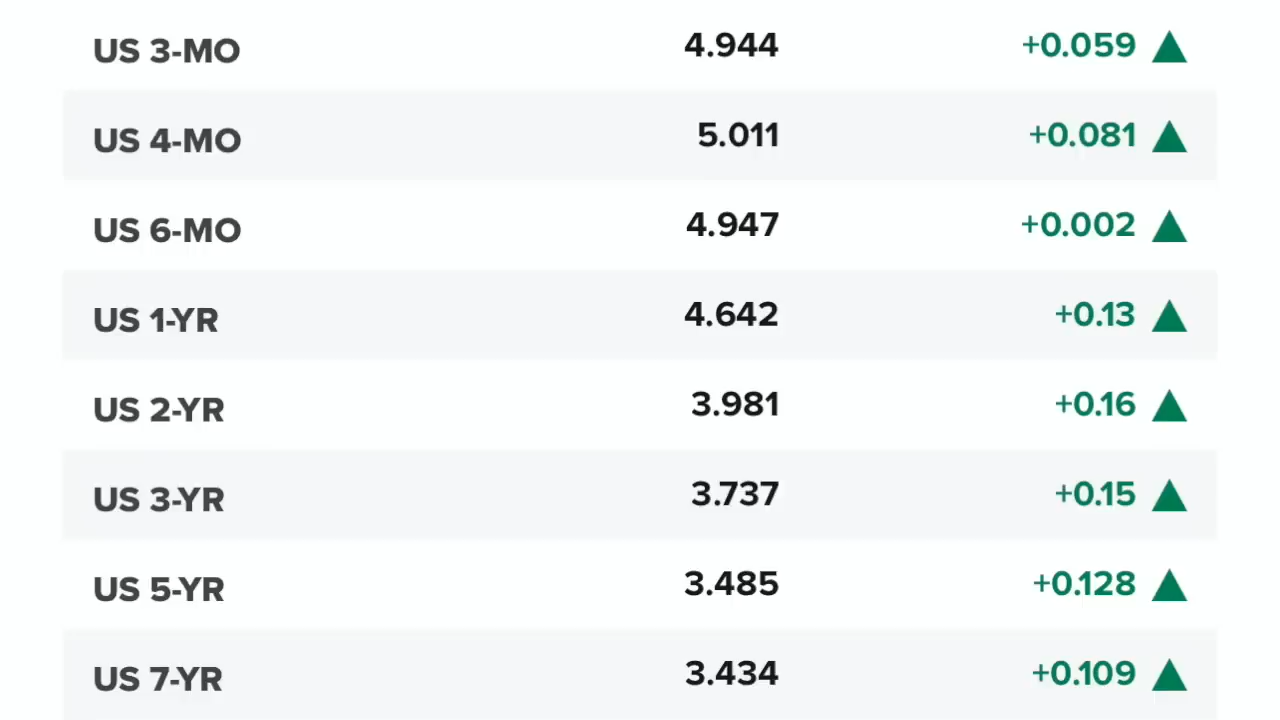 US 3-MO 4.944 +0.059 ▲
US 4-MO 5.011 +0.081 ▲
US 6-MO 4.947 +0.002 ▲
US 1-YR 4.642 +0.13 ▲
US 2-YR 3.981 +0.16 ▲
US 3-YR 3.737 +0.15 ▲
US 5-YR 3.485 +0.128 ▲
US 7-YR 3.434 +0.109 ▲